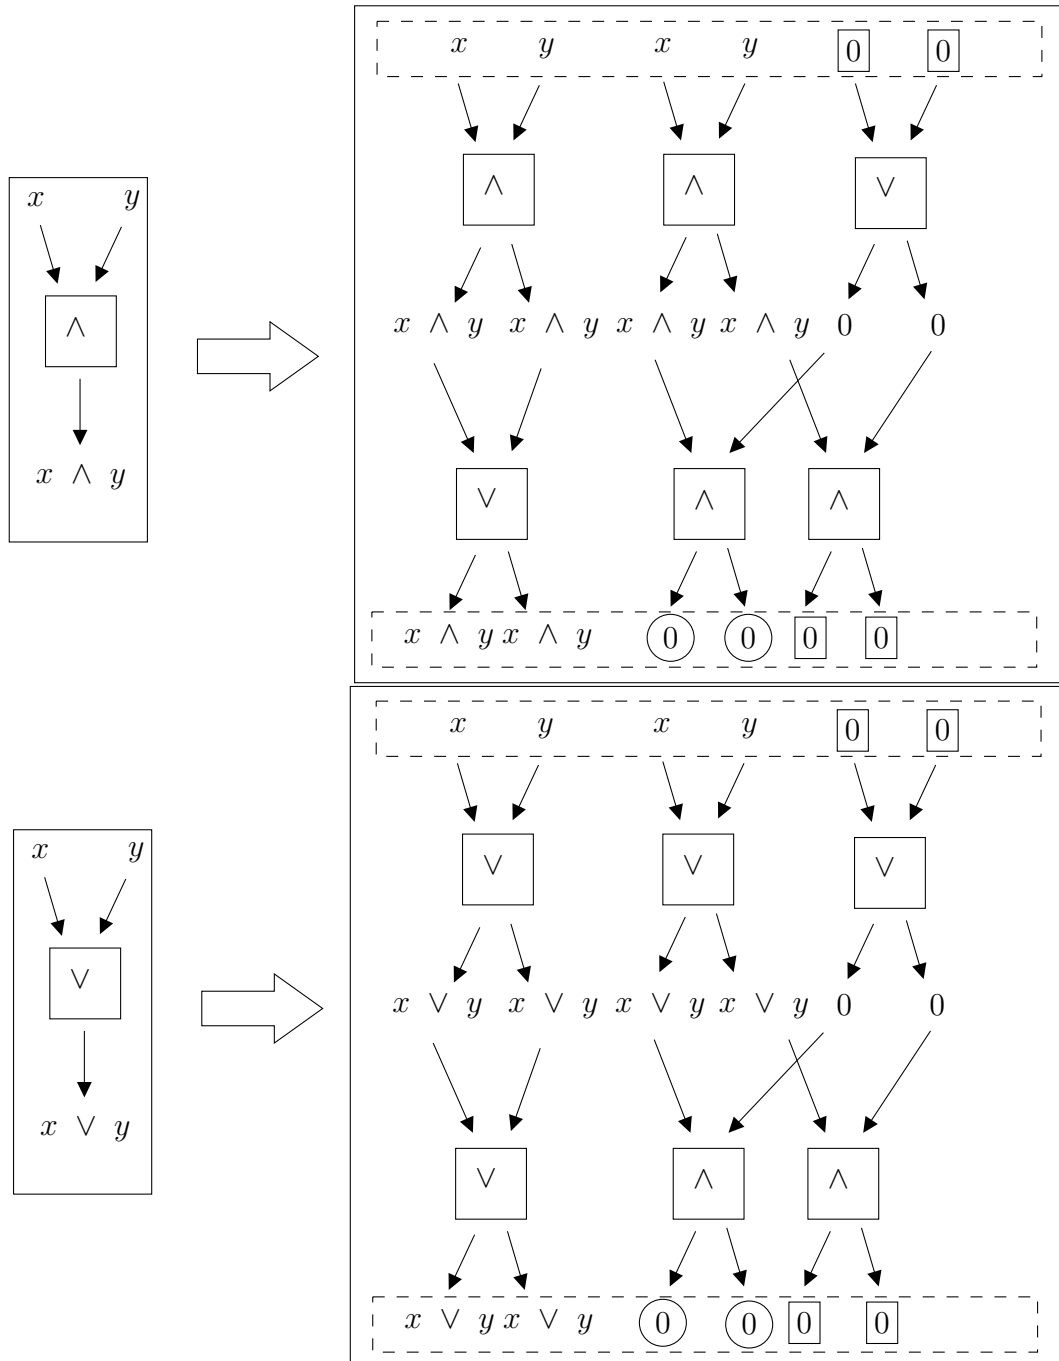 x y x y 0 0
∧ ∧ ∨
x ∧ y x ∧ y x ∧ y x ∧ y 0 0
∨ ∧ ∧
x ∧ y x ∧ y 0 0 0 0
x y
∧
x ∧ y
x y x y 0 0
∨ ∨ ∨
x ∨ y x ∨ y x ∨ y x ∨ y 0 0
∨ ∧ ∧
x ∨ y x ∨ y 0 0 0 0
x y
∨
x ∨ y